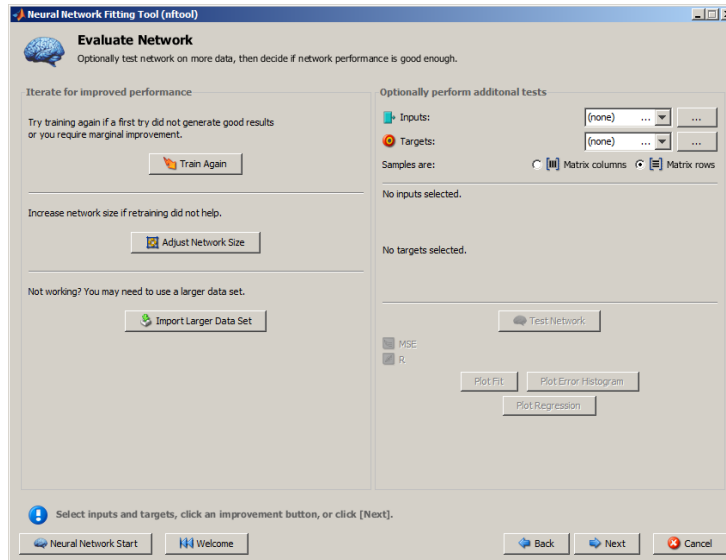 Neural Network Fitting Tool (nftool)
Evaluate Network
Optionally test network on more data, then decide if network performance is good enough.
Iterate for improved performance
Try training again if a first try did not generate good results
or you require marginal improvement.
Train Again
Increase network size if retraining did not help.
Adjust Network Size
Not working? You may need to use a larger data set.
Import Larger Data Set
Optionally perform additonal tests
Inputs: (none) ... ...
Targets: (none) ... ...
Samples are: Matrix columns Matrix rows
No inputs selected.
No targets selected.
Test Network
MSE
R
Plot Fit Plot Error Histogram
Plot Regression
Select inputs and targets, click an improvement button, or click [Next].
Neural Network Start Welcome Back Next Cancel